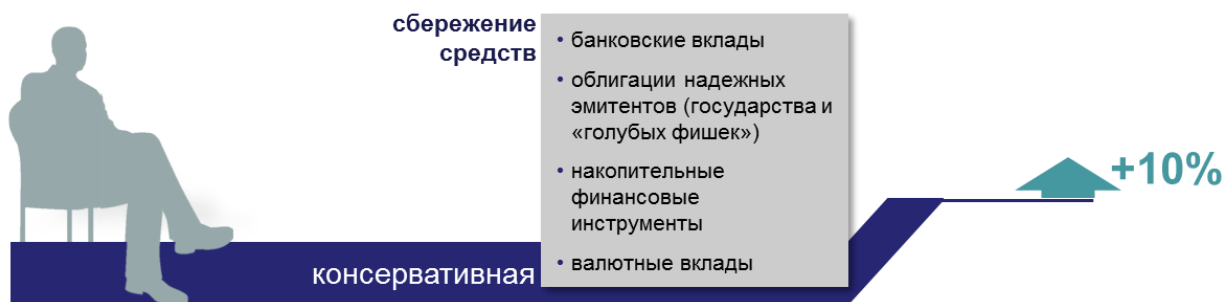 сбережение
средств
• банковские вклады
• облигации надежных
эмитентов (государства и
«голубых фишек»)
• накопительные
финансовые
инструменты
• валютные вклады
консервативная
+10%